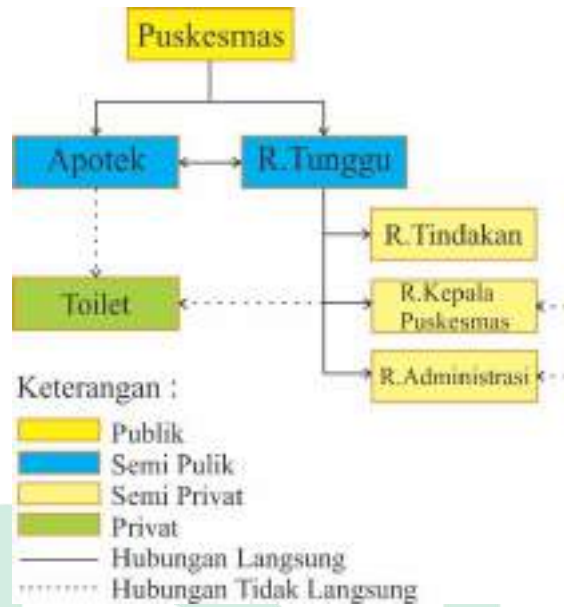 Puskesmas
Apotek
R.Tunggu
R.Tindakan
Toilet
R.Kepala
Puskesmas
R.Administrasi
Keterangan :
Publik
Semi Pulik
Semi Privat
Privat
Hubungan Langsung
Hubungan Tidak Langsung